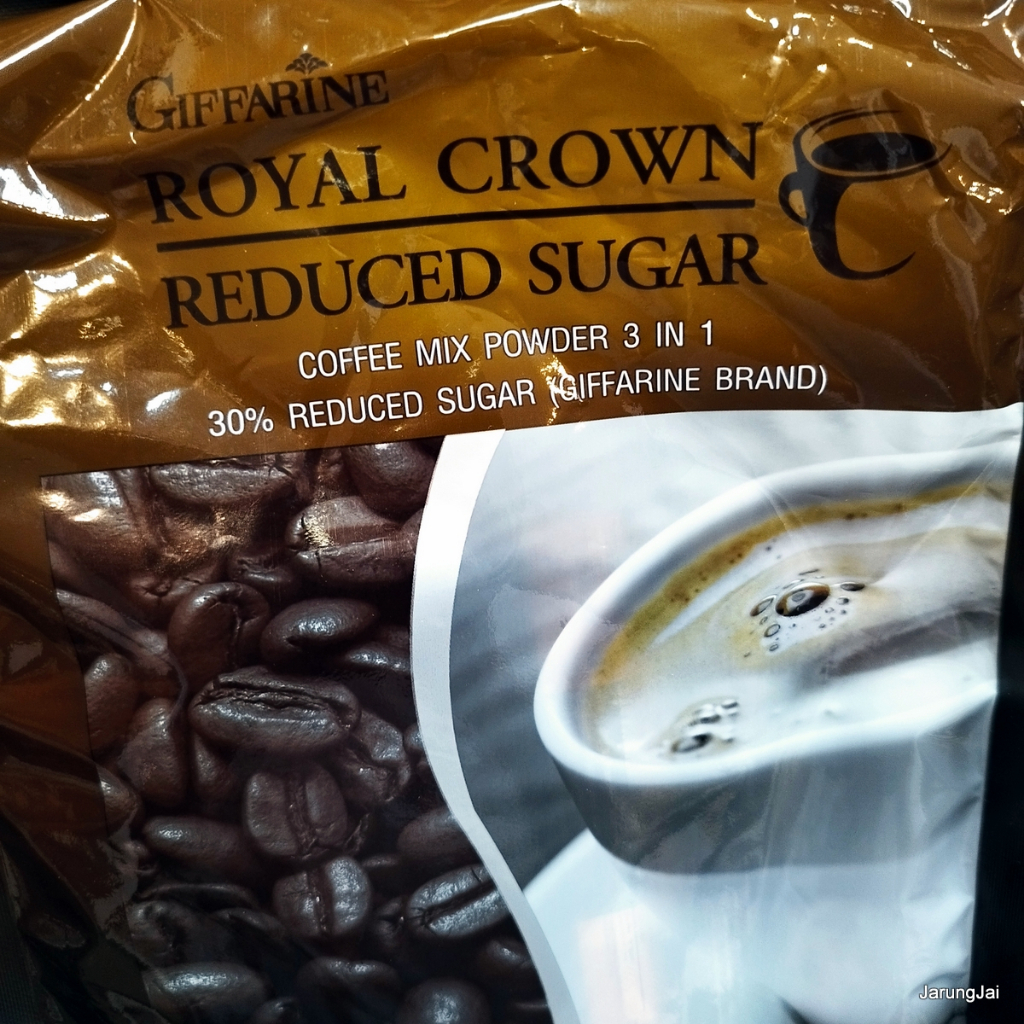 GIFFARINE
ROYAL CROWN
REDUCED SUGAR
COFFEE MIX POWDER 3 IN 1
30% REDUCED SUGAR (GIFFARINE BRAND)
JarungJai